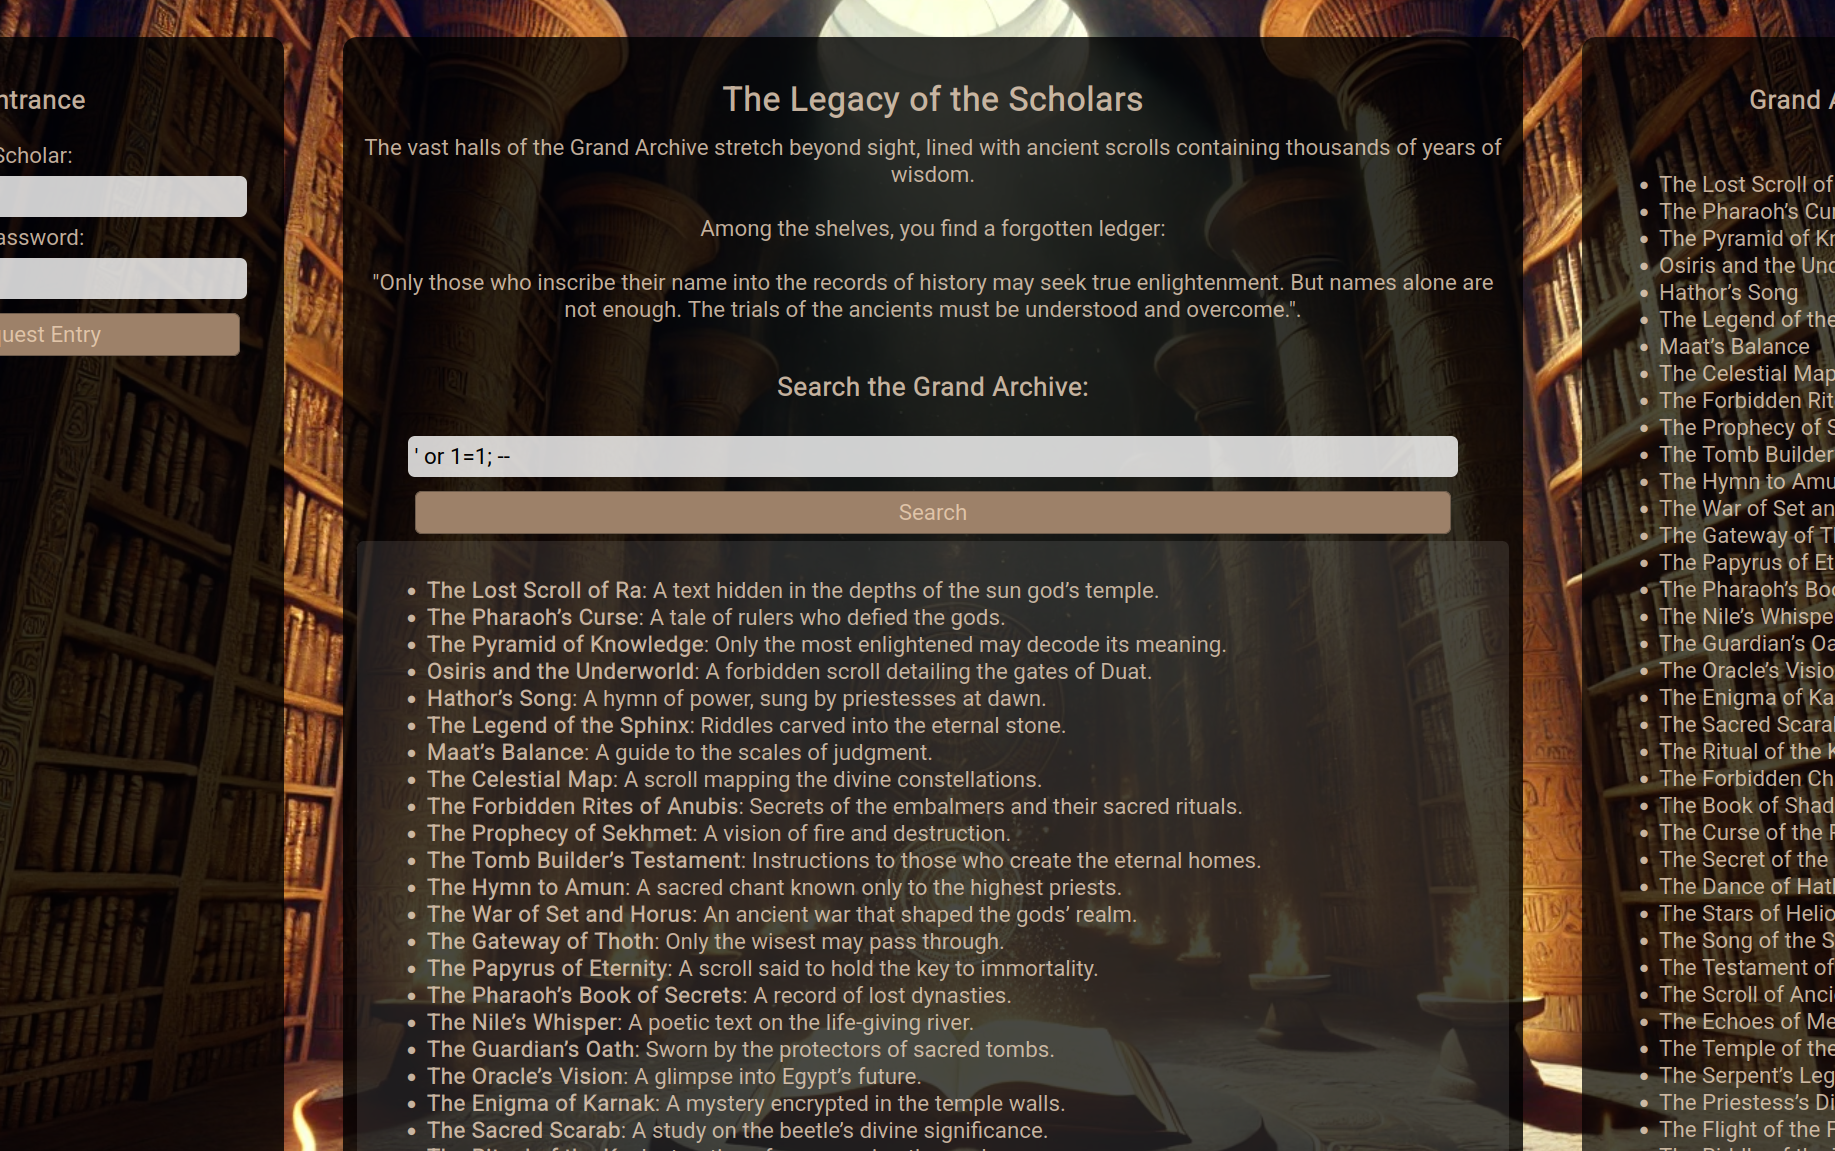 ntrance
Scholar:
assword:
uest Entry
The Legacy of the Scholars
The vast halls of the Grand Archive stretch beyond sight, lined with ancient scrolls containing thousands of years of
wisdom.
Among the shelves, you find a forgotten ledger:
"Only those who inscribe their name into the records of history may seek true enlightenment. But names alone are
not enough. The trials of the ancients must be understood and overcome.".
Search the Grand Archive:
' or 1=1; --
Search
• The Lost Scroll of Ra: A text hidden in the depths of the sun god’s temple.
• The Pharaoh’s Curse: A tale of rulers who defied the gods.
• The Pyramid of Knowledge: Only the most enlightened may decode its meaning.
• Osiris and the Underworld: A forbidden scroll detailing the gates of Duat.
• Hathor’s Song: A hymn of power, sung by priestesses at dawn.
• The Legend of the Sphinx: Riddles carved into the eternal stone.
• Maat’s Balance: A guide to the scales of judgment.
• The Celestial Map: A scroll mapping the divine constellations.
• The Forbidden Rites of Anubis: Secrets of the embalmers and their sacred rituals.
• The Prophecy of Sekhmet: A vision of fire and destruction.
• The Tomb Builder’s Testament: Instructions to those who create the eternal homes.
• The Hymn to Amun: A sacred chant known only to the highest priests.
• The War of Set and Horus: An ancient war that shaped the gods’ realm.
• The Gateway of Thoth: Only the wisest may pass through.
• The Papyrus of Eternity: A scroll said to hold the key to immortality.
• The Pharaoh’s Book of Secrets: A record of lost dynasties.
• The Nile’s Whisper: A poetic text on the life-giving river.
• The Guardian’s Oath: Sworn by the protectors of sacred tombs.
• The Oracle’s Vision: A glimpse into Egypt’s future.
• The Enigma of Karnak: A mystery encrypted in the temple walls.
• The Sacred Scarab: A study on the beetle’s divine significance.
Grand A
• The Lost Scroll of
• The Pharaoh’s Cu
• The Pyramid of Kn
• Osiris and the Und
• Hathor’s Song
• The Legend of the
• Maat’s Balance
• The Celestial Map
• The Forbidden Rit
• The Prophecy of S
• The Tomb Builder
• The Hymn to Amu
• The War of Set an
• The Gateway of T
• The Papyrus of Et
• The Pharaoh’s Boo
• The Nile’s Whispe
• The Guardian’s Oa
• The Oracle’s Visio
• The Enigma of Ka
• The Sacred Scara
• The Ritual of the K
• The Forbidden Ch
• The Book of Shad
• The Curse of the P
• The Secret of the
• The Dance of Hath
• The Stars of Helio
• The Song of the S
• The Testament of
• The Scroll of Anci
• The Echoes of Me
• The Temple of the
• The Serpent’s Leg
• The Priestess’s Di
• The Flight of the P